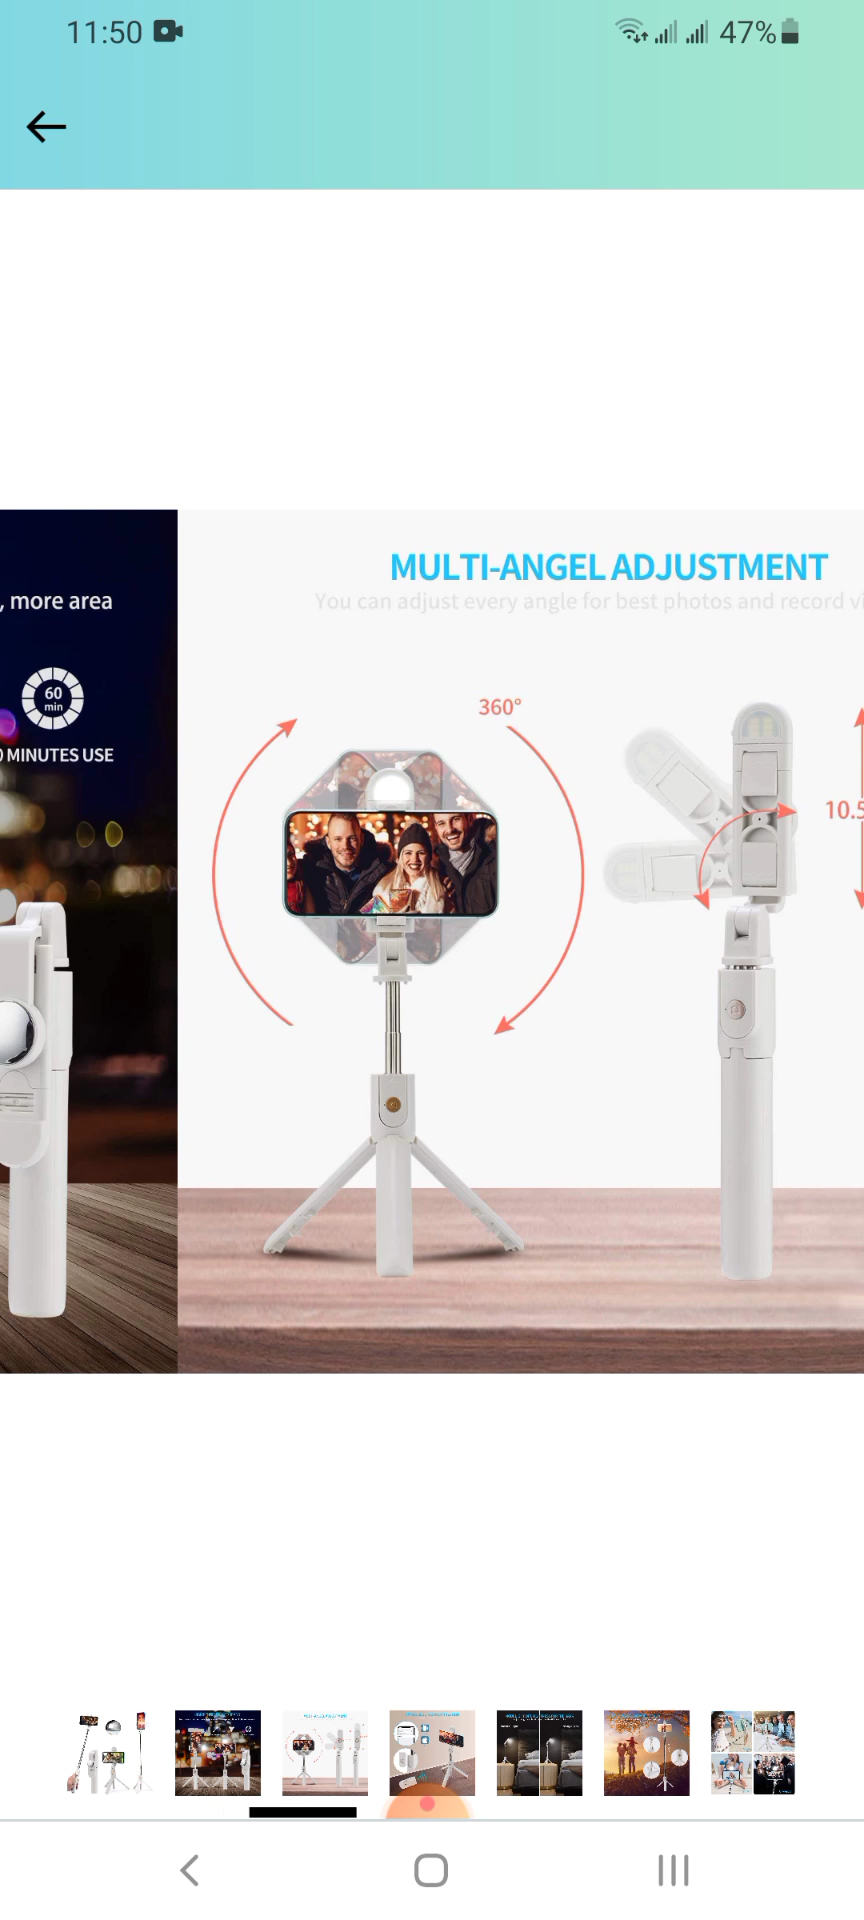 11:50
47%
, more area
60
min
MINUTES USE
MULTI-ANGEL ADJUSTMENT
You can adjust every angle for best photos and record vi
360°
10.5